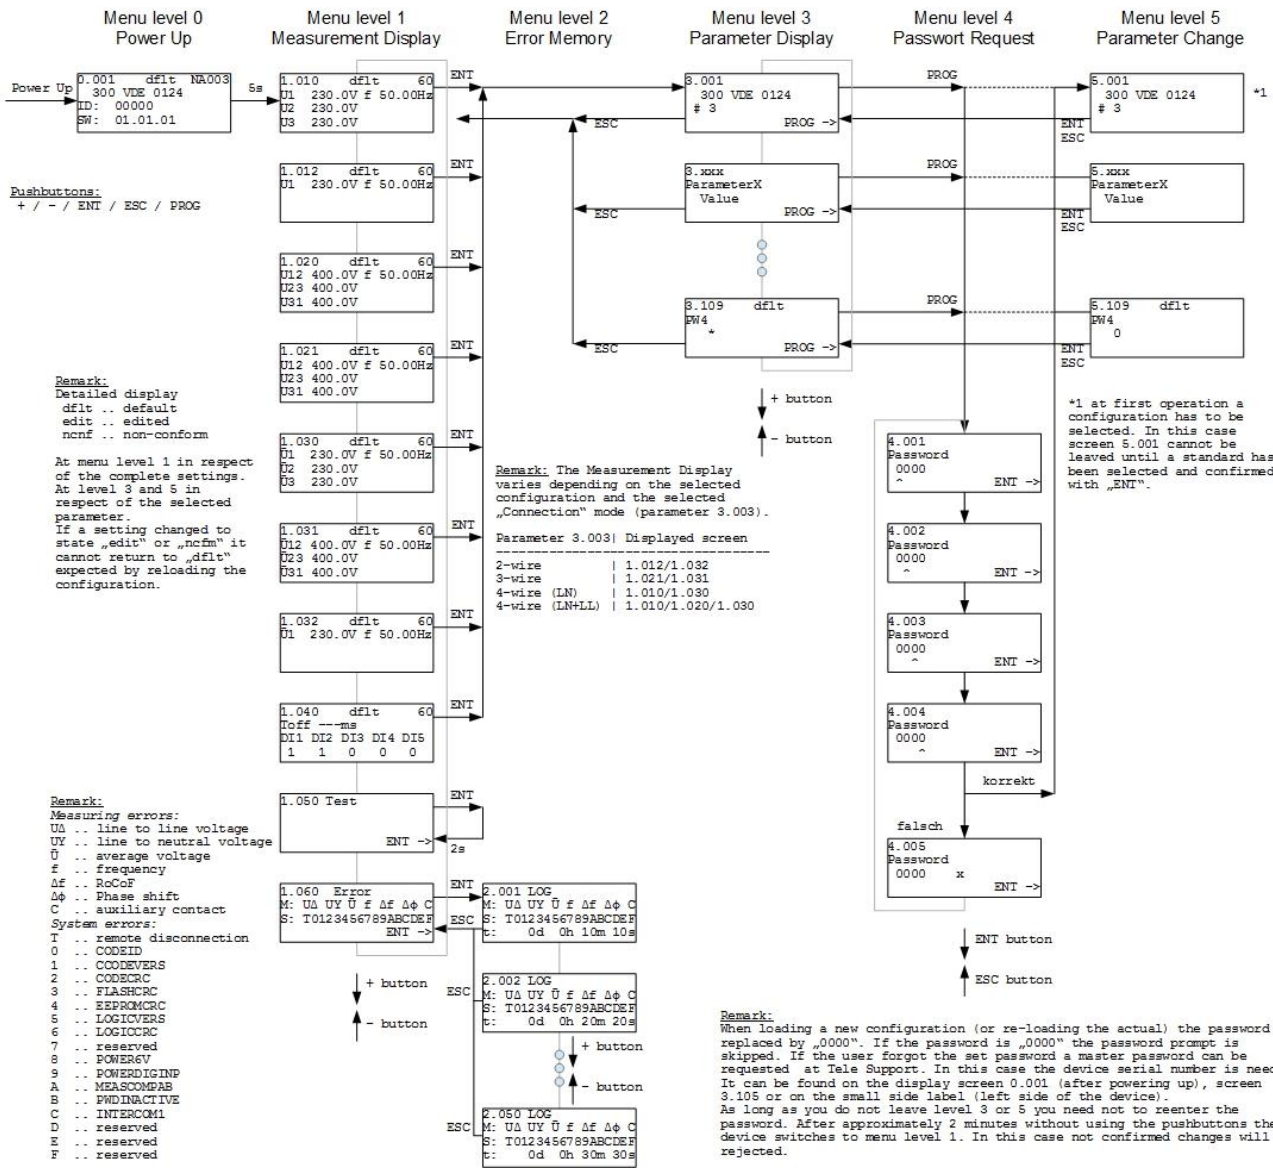 Menu level 0
Power Up
Menu level 1
Measurement Display
Menu level 2
Error Memory
Menu level 3
Parameter Display
Menu level 4
Passwort Request
Menu level 5
Parameter Change
Power Up
0.001 dflt NA003
300 VDE 0124
ID: 00000
SW: 01.01.01
5s
Pushbuttons:
+ / - / ENT / ESC / PROG
1.010 dflt 60
U1 230.0V f 50.00Hz
U2 230.0V
U3 230.0V
ENT
1.012 dflt 60
U1 230.0V f 50.00Hz
ENT
1.020 dflt 60
U12 400.0V f 50.00Hz
U23 400.0V
U31 400.0V
ENT
1.021 dflt 60
U12 400.0V f 50.00Hz
U23 400.0V
U31 400.0V
ENT
1.030 dflt 60
Ū1 230.0V f 50.00Hz
Ū2 230.0V
Ū3 230.0V
ENT
1.031 dflt 60
Ū12 400.0V f 50.00Hz
Ū23 400.0V
Ū31 400.0V
ENT
1.032 dflt 60
Ū1 230.0V f 50.00Hz
ENT
1.040 dflt 60
Toff ---ms
DI1 DI2 DI3 DI4 DI5
1 1 0 0 0
ENT
1.050 Test
ENT ->
ENT
2s
1.060 Error
M: UΔ UY Ū f Δf Δϕ C
S: T0123456789ABCDEF
ENT ->
ENT
ESC
+ button
- button
Remark:
Detailed display
dflt .. default
edit .. edited
ncnf .. non-conform
At menu level 1 in respect
of the complete settings.
At level 3 and 5 in
respect of the selected
parameter.
If a setting changed to
state „edit“ or „ncfm“ it
cannot return to „dflt“
expected by reloading the
configuration.
Remark:
Measuring errors:
UΔ .. line to line voltage
UY .. line to neutral voltage
Ū .. average voltage
f .. frequency
Δf .. RoCoF
Δϕ .. Phase shift
C .. auxiliary contact
System errors:
T .. remote disconnection
0 .. CODEID
1 .. CCODEVERS
2 .. CODECRC
3 .. FLASHCRC
4 .. EEPROMCRC
5 .. LOGICVERS
6 .. LOGICCRC
7 .. reserved
8 .. POWER6V
9 .. POWERDIGINP
A .. MEASCOMPAB
B .. PWDINACTIVE
C .. INTERCOM1
D .. reserved
E .. reserved
F .. reserved
2.001 LOG
M: UΔ UY Ū f Δf Δϕ C
S: T0123456789ABCDEF
t: 0d 0h 10m 10s
ESC
2.002 LOG
M: UΔ UY Ū f Δf Δϕ C
S: T0123456789ABCDEF
t: 0d 0h 20m 20s
+ button
- button
ESC
2.050 LOG
M: UΔ UY Ū f Δf Δϕ C
S: T0123456789ABCDEF
t: 0d 0h 30m 30s
ESC
3.001
300 VDE 0124
# 3
PROG ->
PROG
ESC
3.xxx
ParameterX
Value
PROG ->
PROG
ESC
3.109 dflt
PW4
*
PROG ->
PROG
+ button
- button
Remark: The Measurement Display
varies depending on the selected
configuration and the selected
„Connection“ mode (parameter 3.003).
Parameter 3.003| Displayed screen
-----------------------------------
2-wire | 1.012/1.032
3-wire | 1.021/1.031
4-wire (LN) | 1.010/1.030
4-wire (LN+LL) | 1.010/1.020/1.030
5.001
300 VDE 0124
# 3
*1
ENT
ESC
5.xxx
ParameterX
Value
ENT
ESC
5.109 dflt
PW4
0
ENT
ESC
*1 at first operation a
configuration has to be
selected. In this case
screen 5.001 cannot be
leaved until a standard has
been selected and confirmed
with „ENT“.
4.001
Password
0000
^
ENT ->
4.002
Password
0000
^
ENT ->
4.003
Password
0000
^
ENT ->
4.004
Password
0000
^
ENT ->
korrekt
falsch
4.005
Password
0000 x
ENT button
ESC button
Remark:
When loading a new configuration (or re-loading the actual) the password
replaced by „0000“. If the password is „0000“ the password prompt is
skipped. If the user forgot the set password a master password can be
requested at Tele Support. In this case the device serial number is need
It can be found on the display screen 0.001 (after powering up), screen
3.105 or on the small side label (left side of the device).
As long as you do not leave level 3 or 5 you need not to reenter the
password. After approximately 2 minutes without using the pushbuttons the
device switches to menu level 1. In this case not confirmed changes will
rejected.